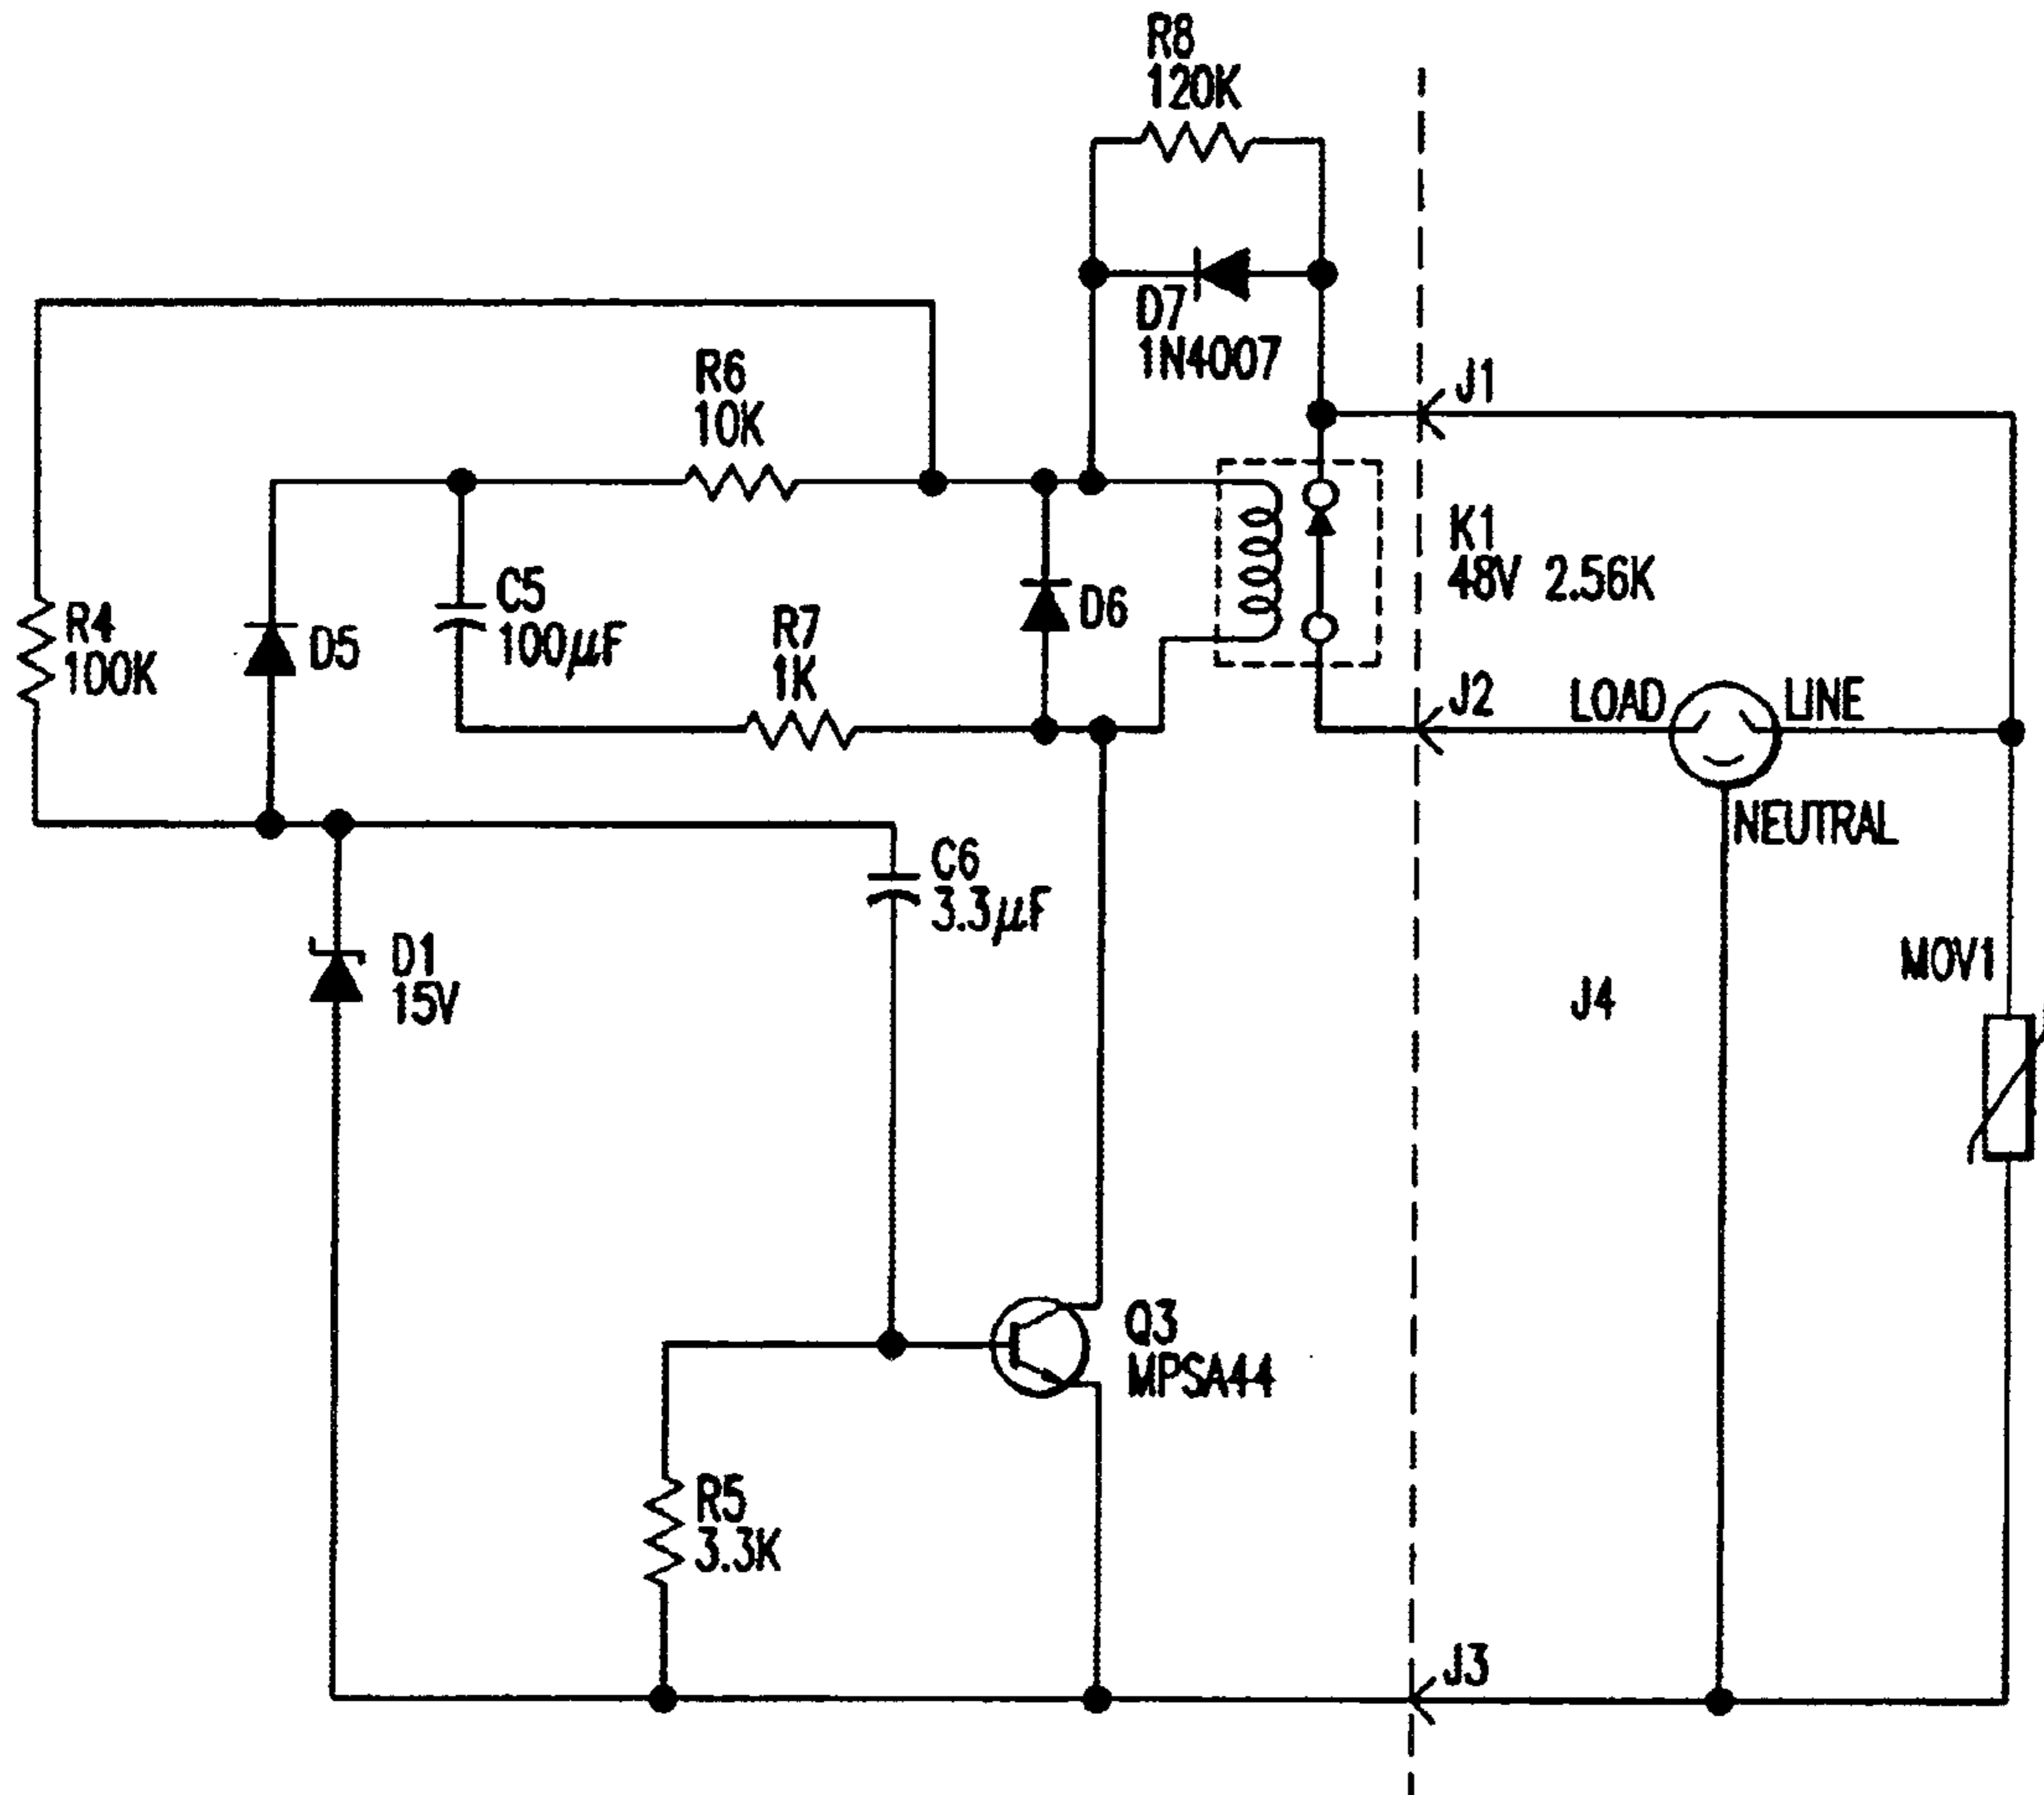 R8
120K
D7
1N4007
J1
R6
10K
K1
48V 2.56K
C5
100µF
D6
R7
1K
R4
100K
D5
J2
LOAD
LINE
NEUTRAL
C6
3.3µF
D1
15V
MOV1
J4
Q3
MPSA44
R5
3.3K
J3